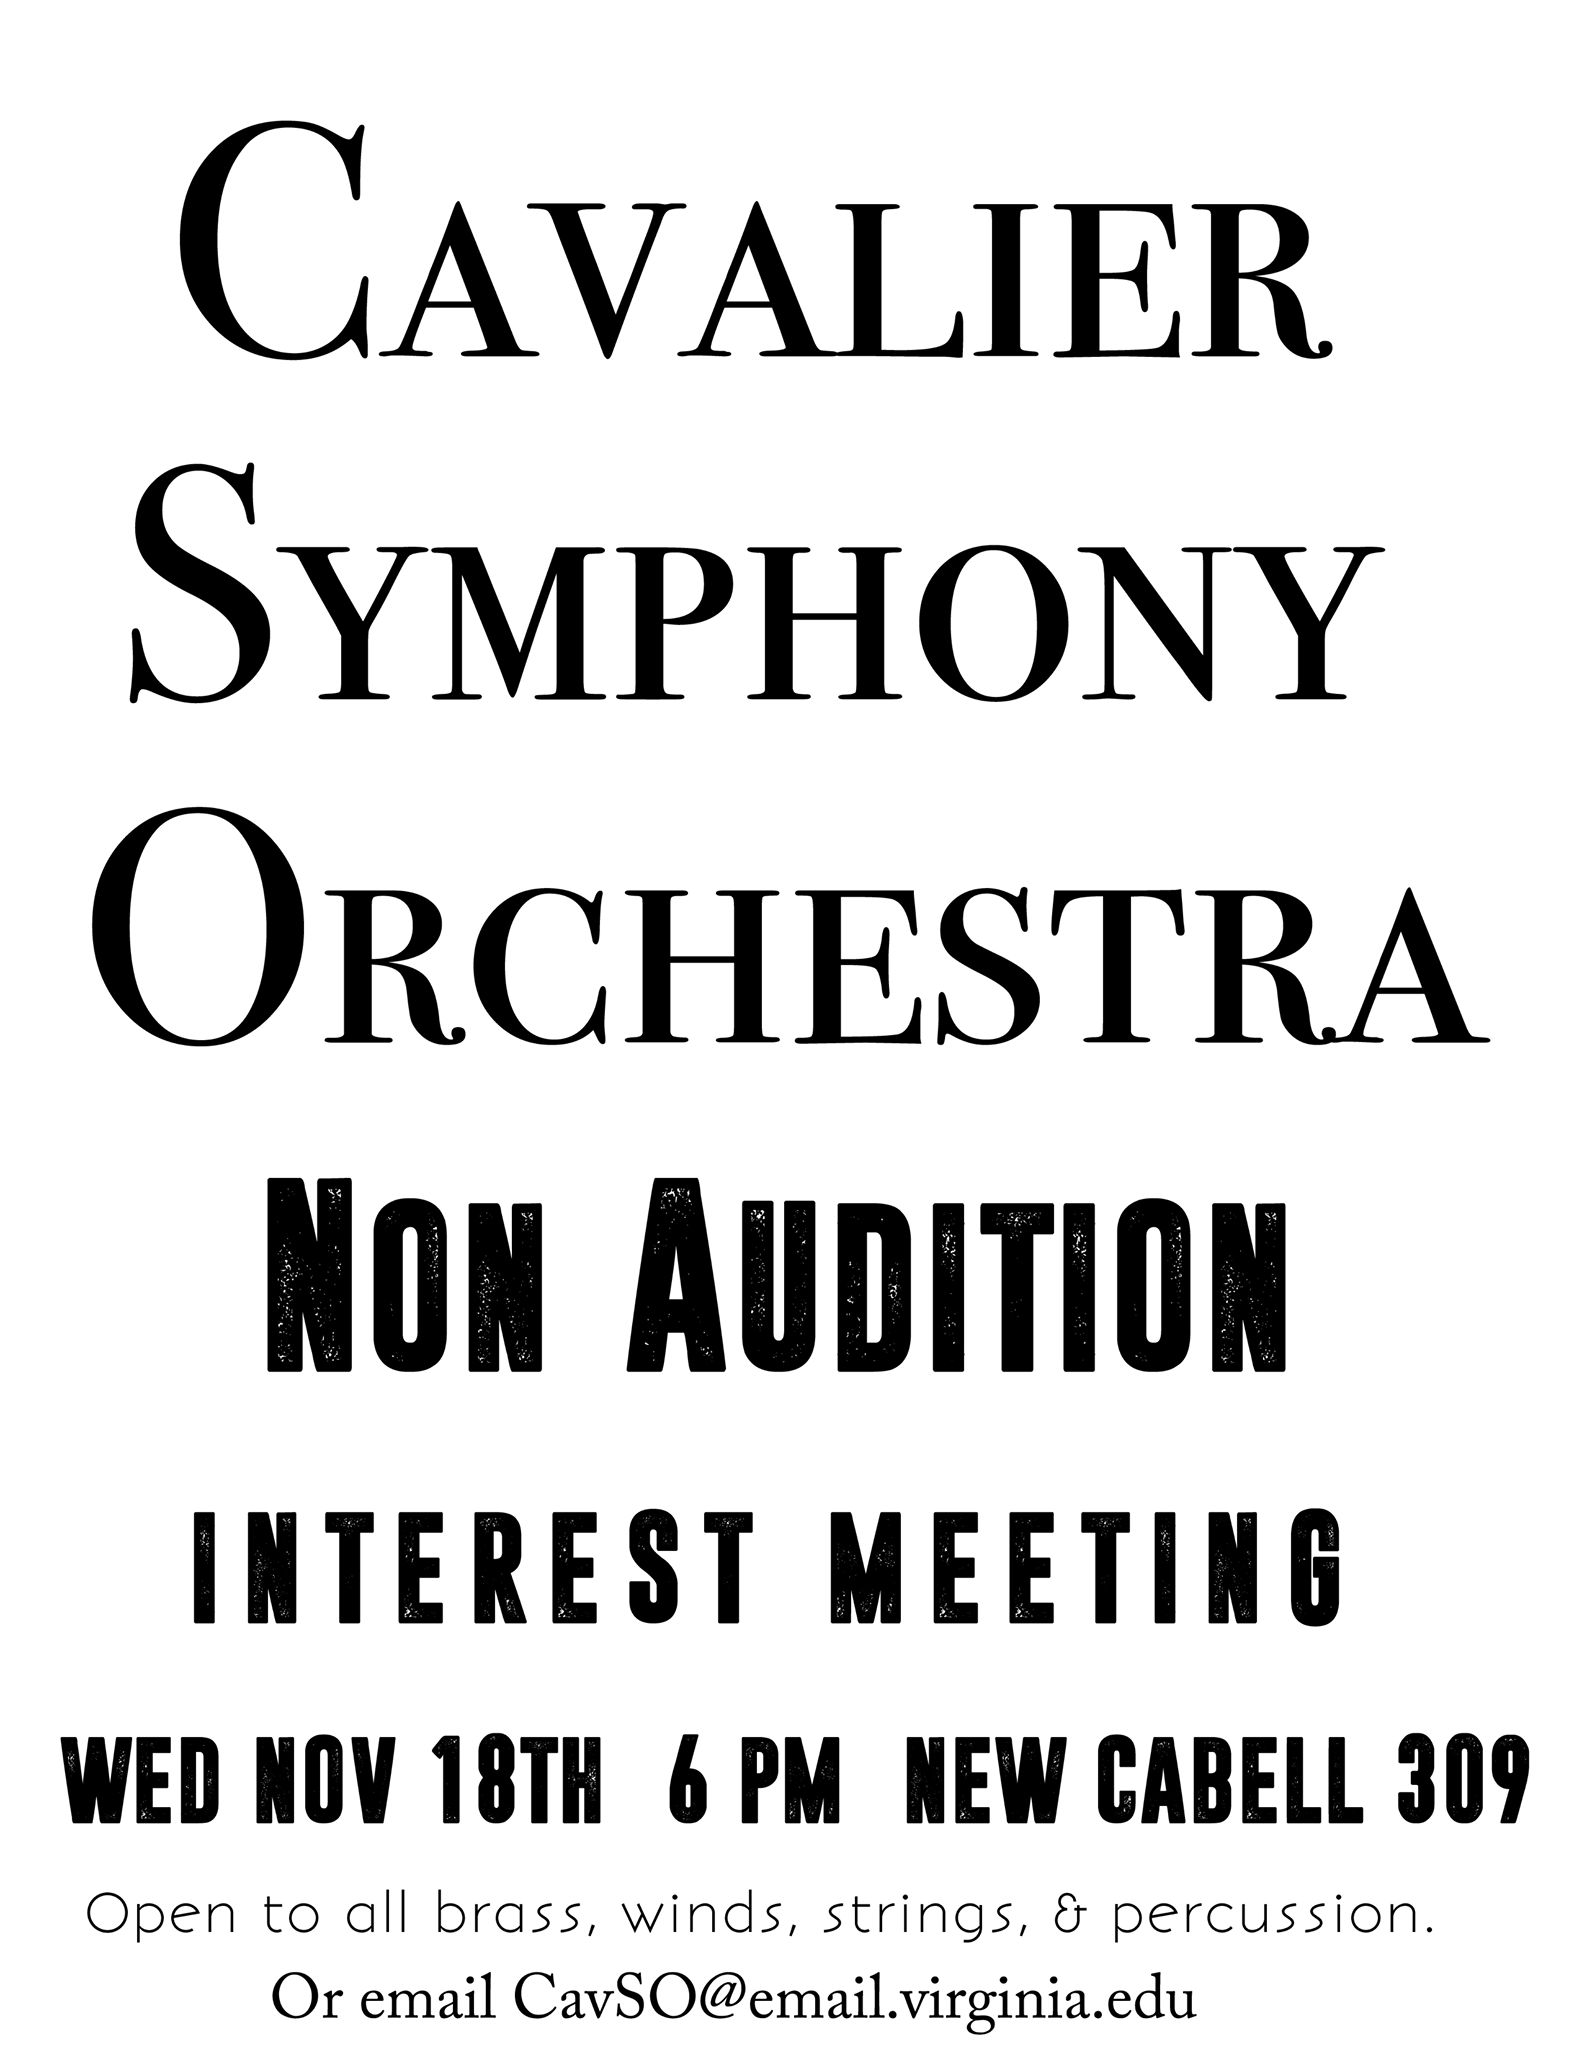 Cavalier
Symphony
Orchestra
Non Audition
INTEREST MEETING
WED NOV 18TH 6 PM NEW CABELL 309
Open to all brass, winds, strings, & percussion.
Or email CavSO@email.virginia.edu